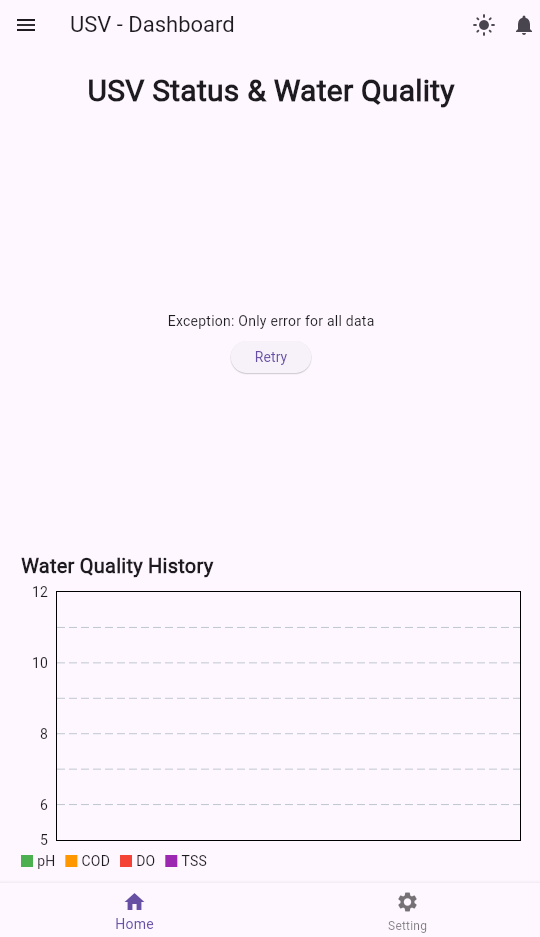 USV - Dashboard
USV Status & Water Quality
Exception: Only error for all data
Retry
Water Quality History
12
10
8
6
5
pH COD DO TSS
Home Setting